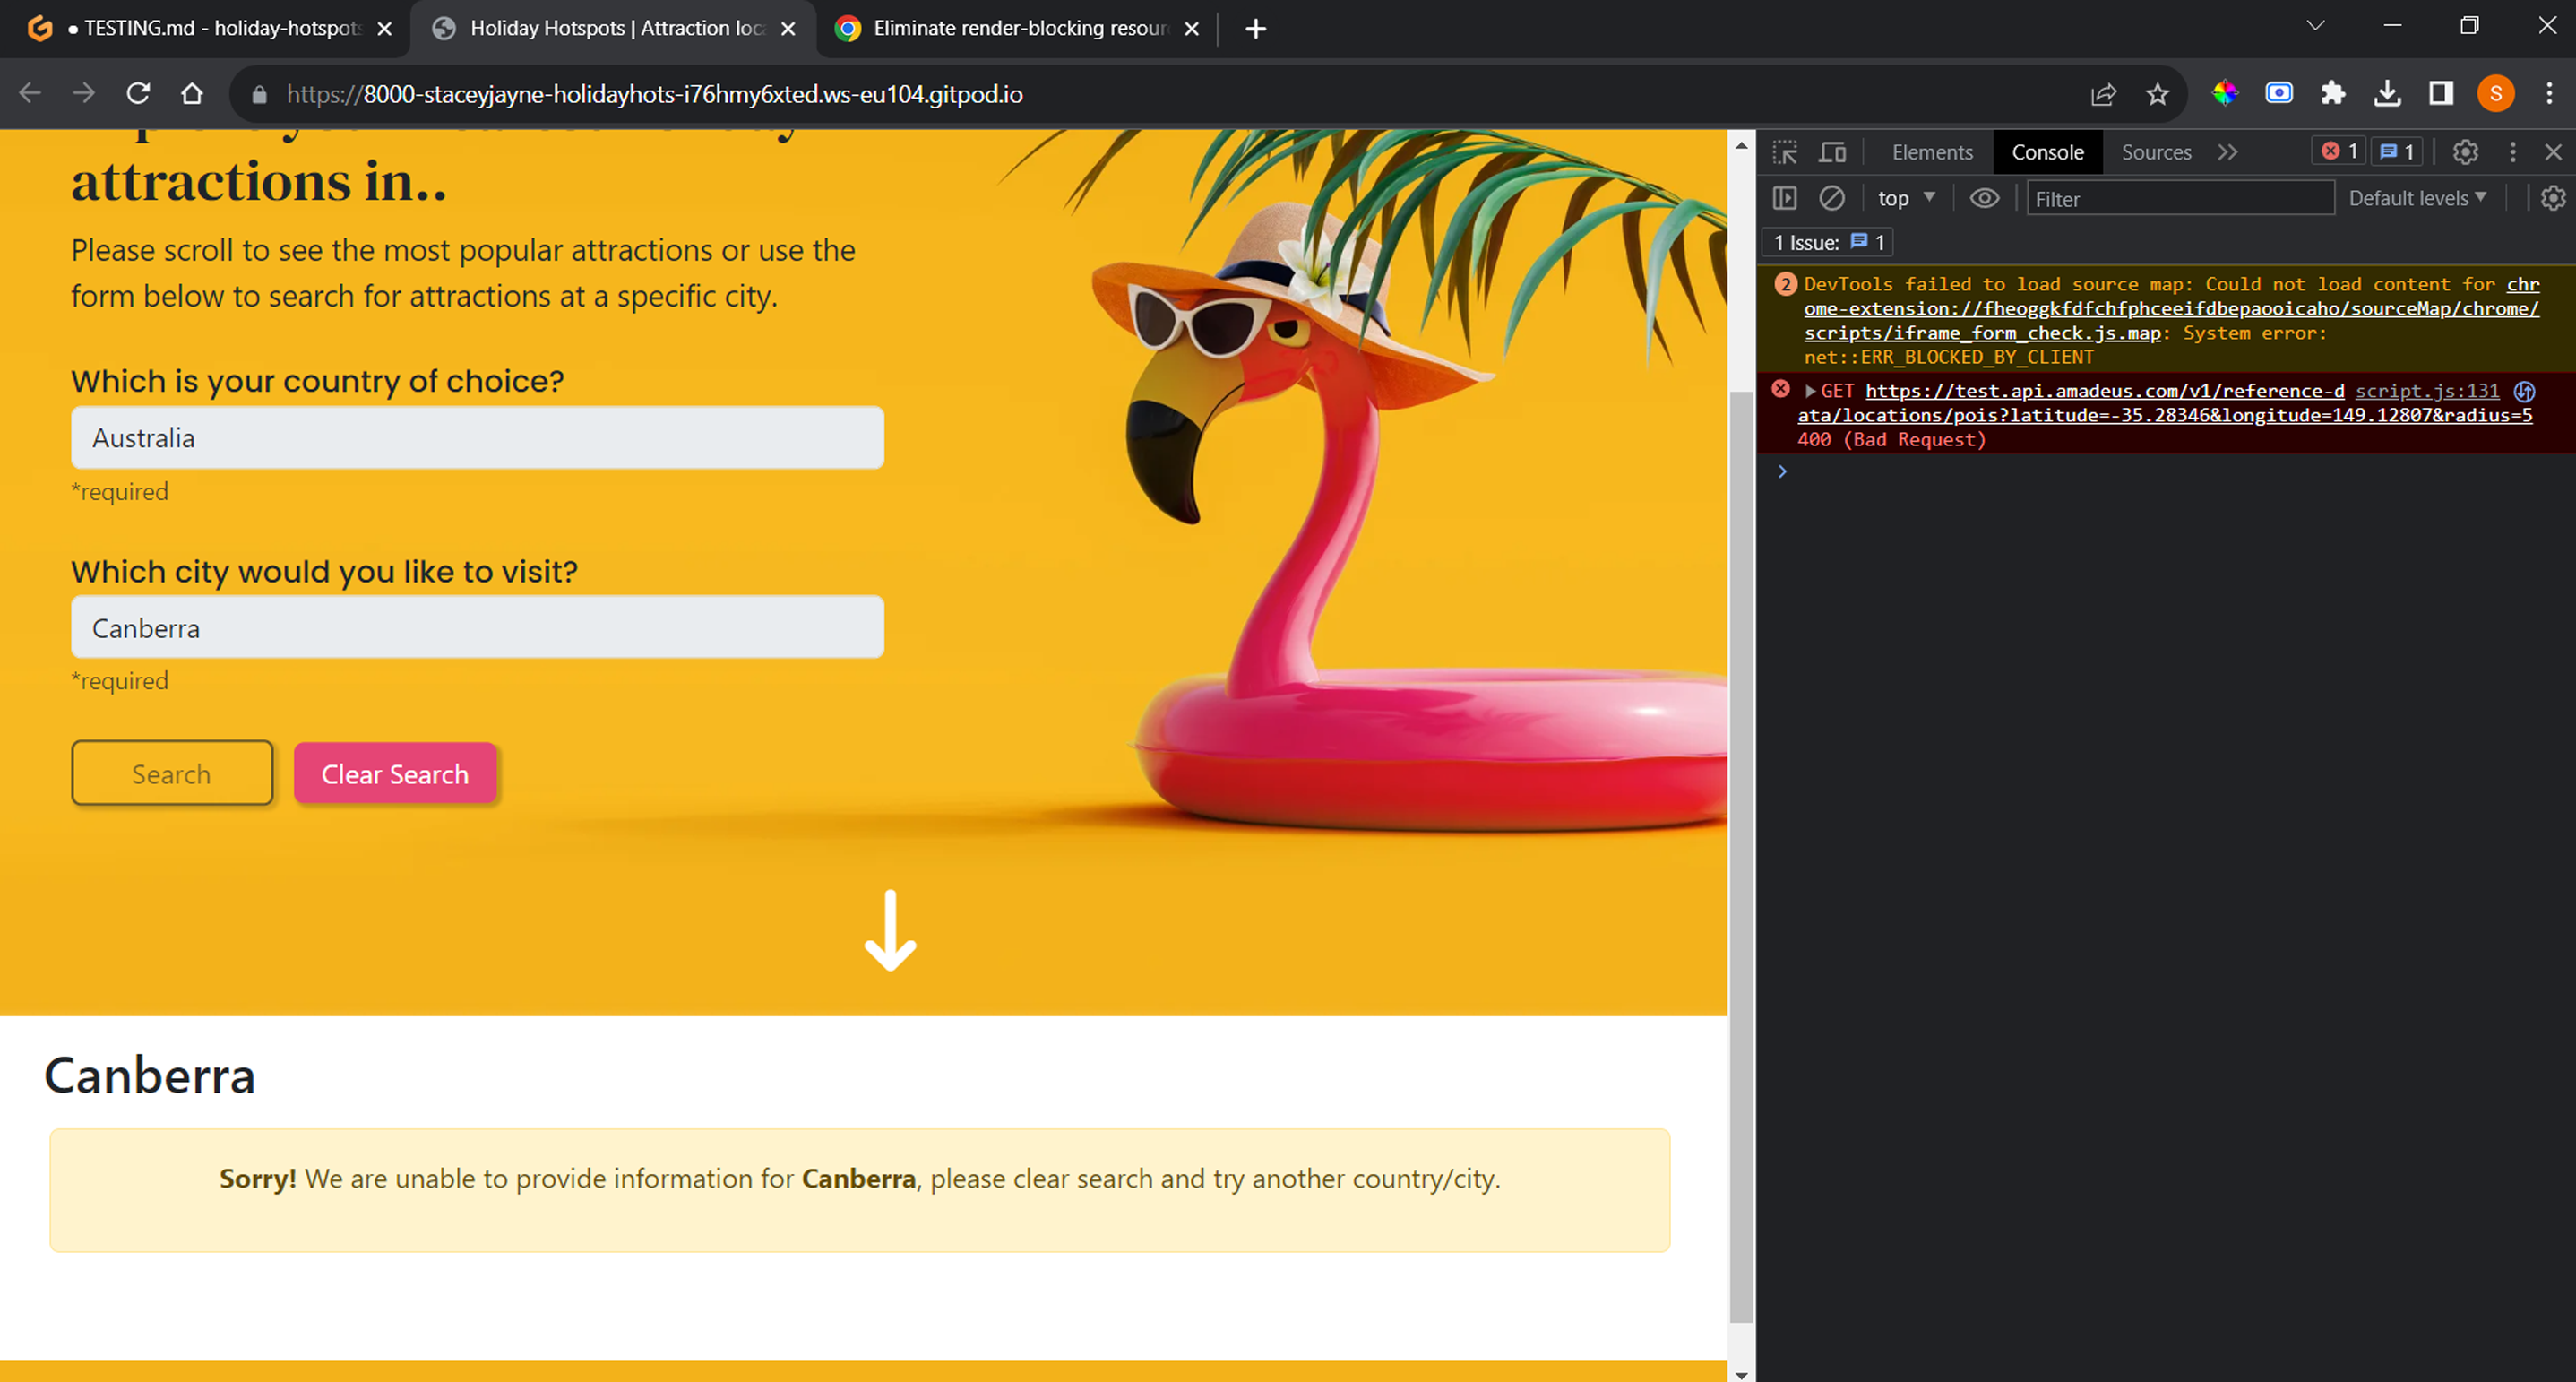 TESTING.md - holiday-hotspots
Holiday Hotspots | Attraction loc
Eliminate render-blocking resour
https://8000-staceyjayne-holidayhots-i76hmy6xted.ws-eu104.gitpod.io
S
attractions in..
Please scroll to see the most popular attractions or use the
form below to search for attractions at a specific city.
Which is your country of choice?
Australia
*required
Which city would you like to visit?
Canberra
*required
Search
Clear Search
Canberra
Sorry! We are unable to provide information for Canberra, please clear search and try another country/city.
Elements
Console
Sources
1
1
top
Filter
Default levels
1 Issue: 1
2 DevTools failed to load source map: Could not load content for chr
ome-extension://fheoggkfdfchfphceeifdbepaooicaho/sourceMap/chrome/
scripts/iframe_form_check.js.map: System error:
net::ERR_BLOCKED_BY_CLIENT
GET https://test.api.amadeus.com/v1/reference-d script.js:131
ata/locations/pois?latitude=-35.28346&longitude=149.12807&radius=5
400 (Bad Request)